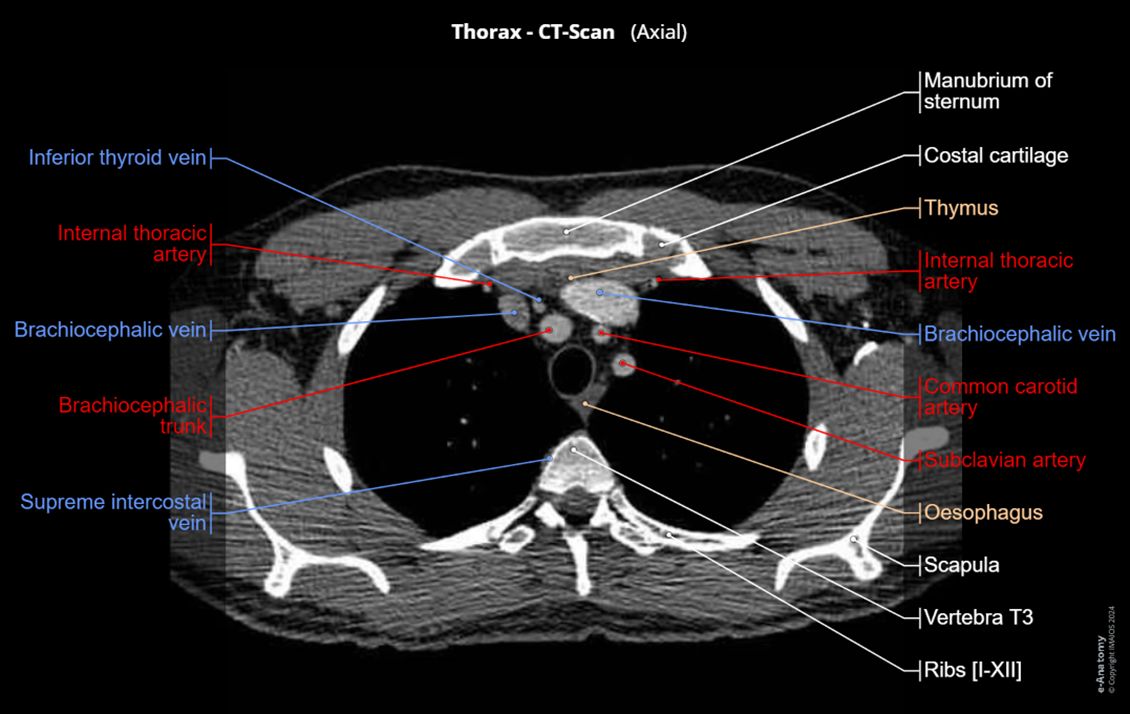 Thorax - CT-Scan (Axial)
Manubrium of
sternum
Inferior thyroid vein
Costal cartilage
Thymus
Internal thoracic
artery
Internal thoracic
artery
Brachiocephalic vein
Brachiocephalic vein
Common carotid
artery
Brachiocephalic
trunk
Subclavian artery
Supreme intercostal
vein
Oesophagus
Scapula
Vertebra T3
Ribs [I-XII]
e-Anatomy
© Copyright IMAIOS 2024